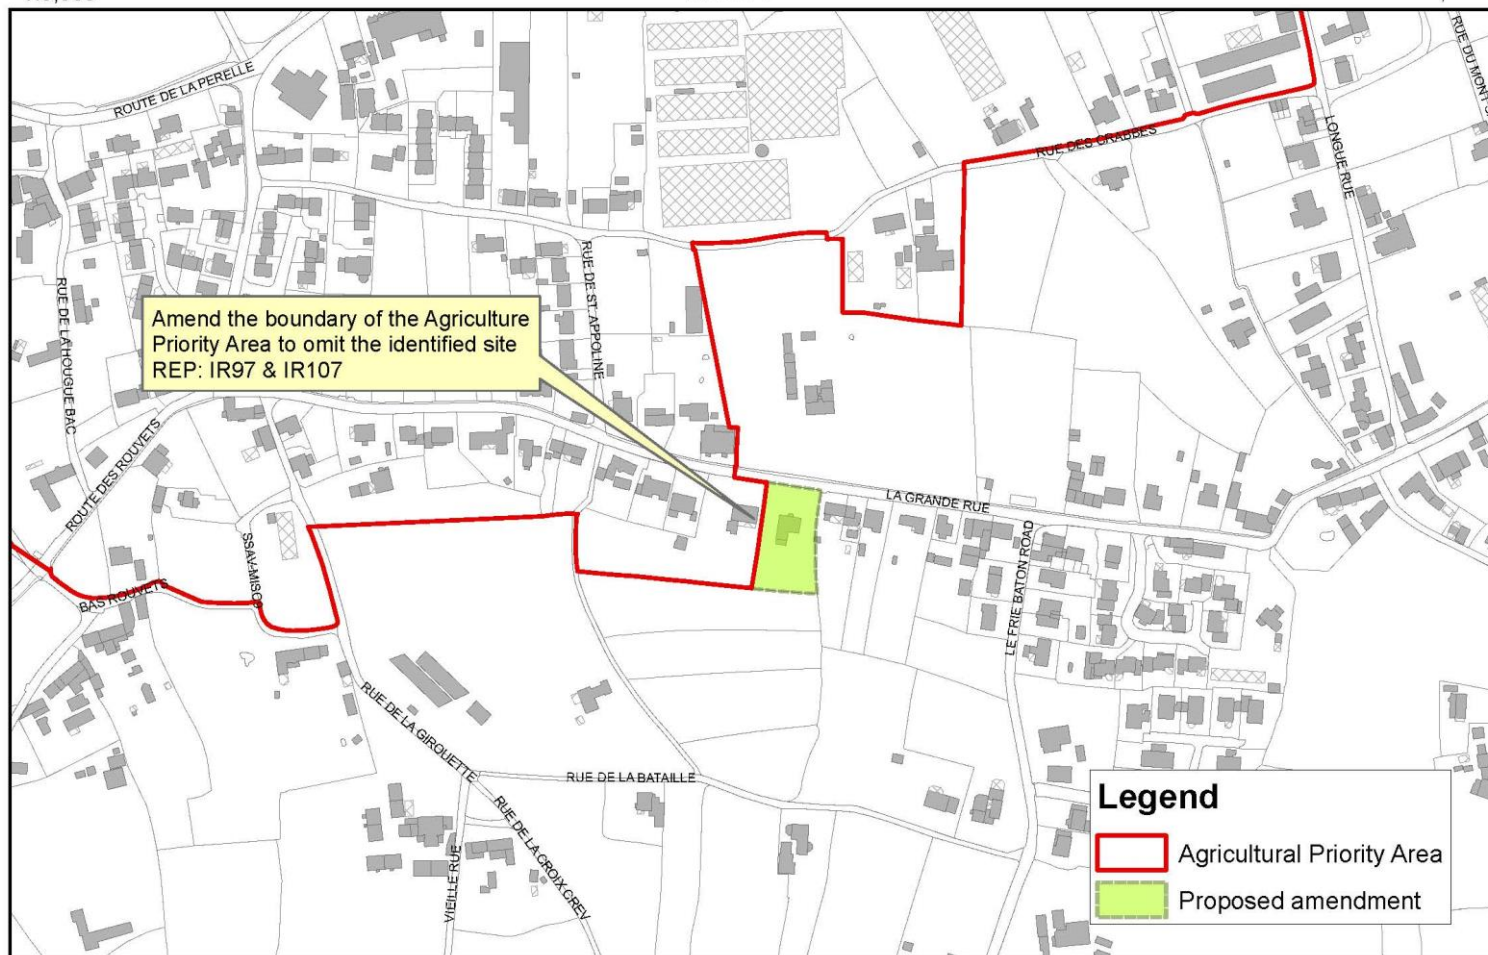 ROUTE DE LA PERELLE
RUE DU MONT
RUE DES CRABBES
LONGUE RUE
RUE DE ST. APPOLINE
RUE DE LA HOUGUE BAC
Amend the boundary of the Agriculture
Priority Area to omit the identified site
REP: IR97 & IR107
ROUTE DES ROUVETS
LA GRANDE RUE
LE FRIE BATON ROAD
BAS ROUVETS
RUE DE LA GIROUETTE
RUE DE LA BATAILLE
RUE DE LA CROIX CREV
VIEILLE RUE
Legend
Agricultural Priority Area
Proposed amendment